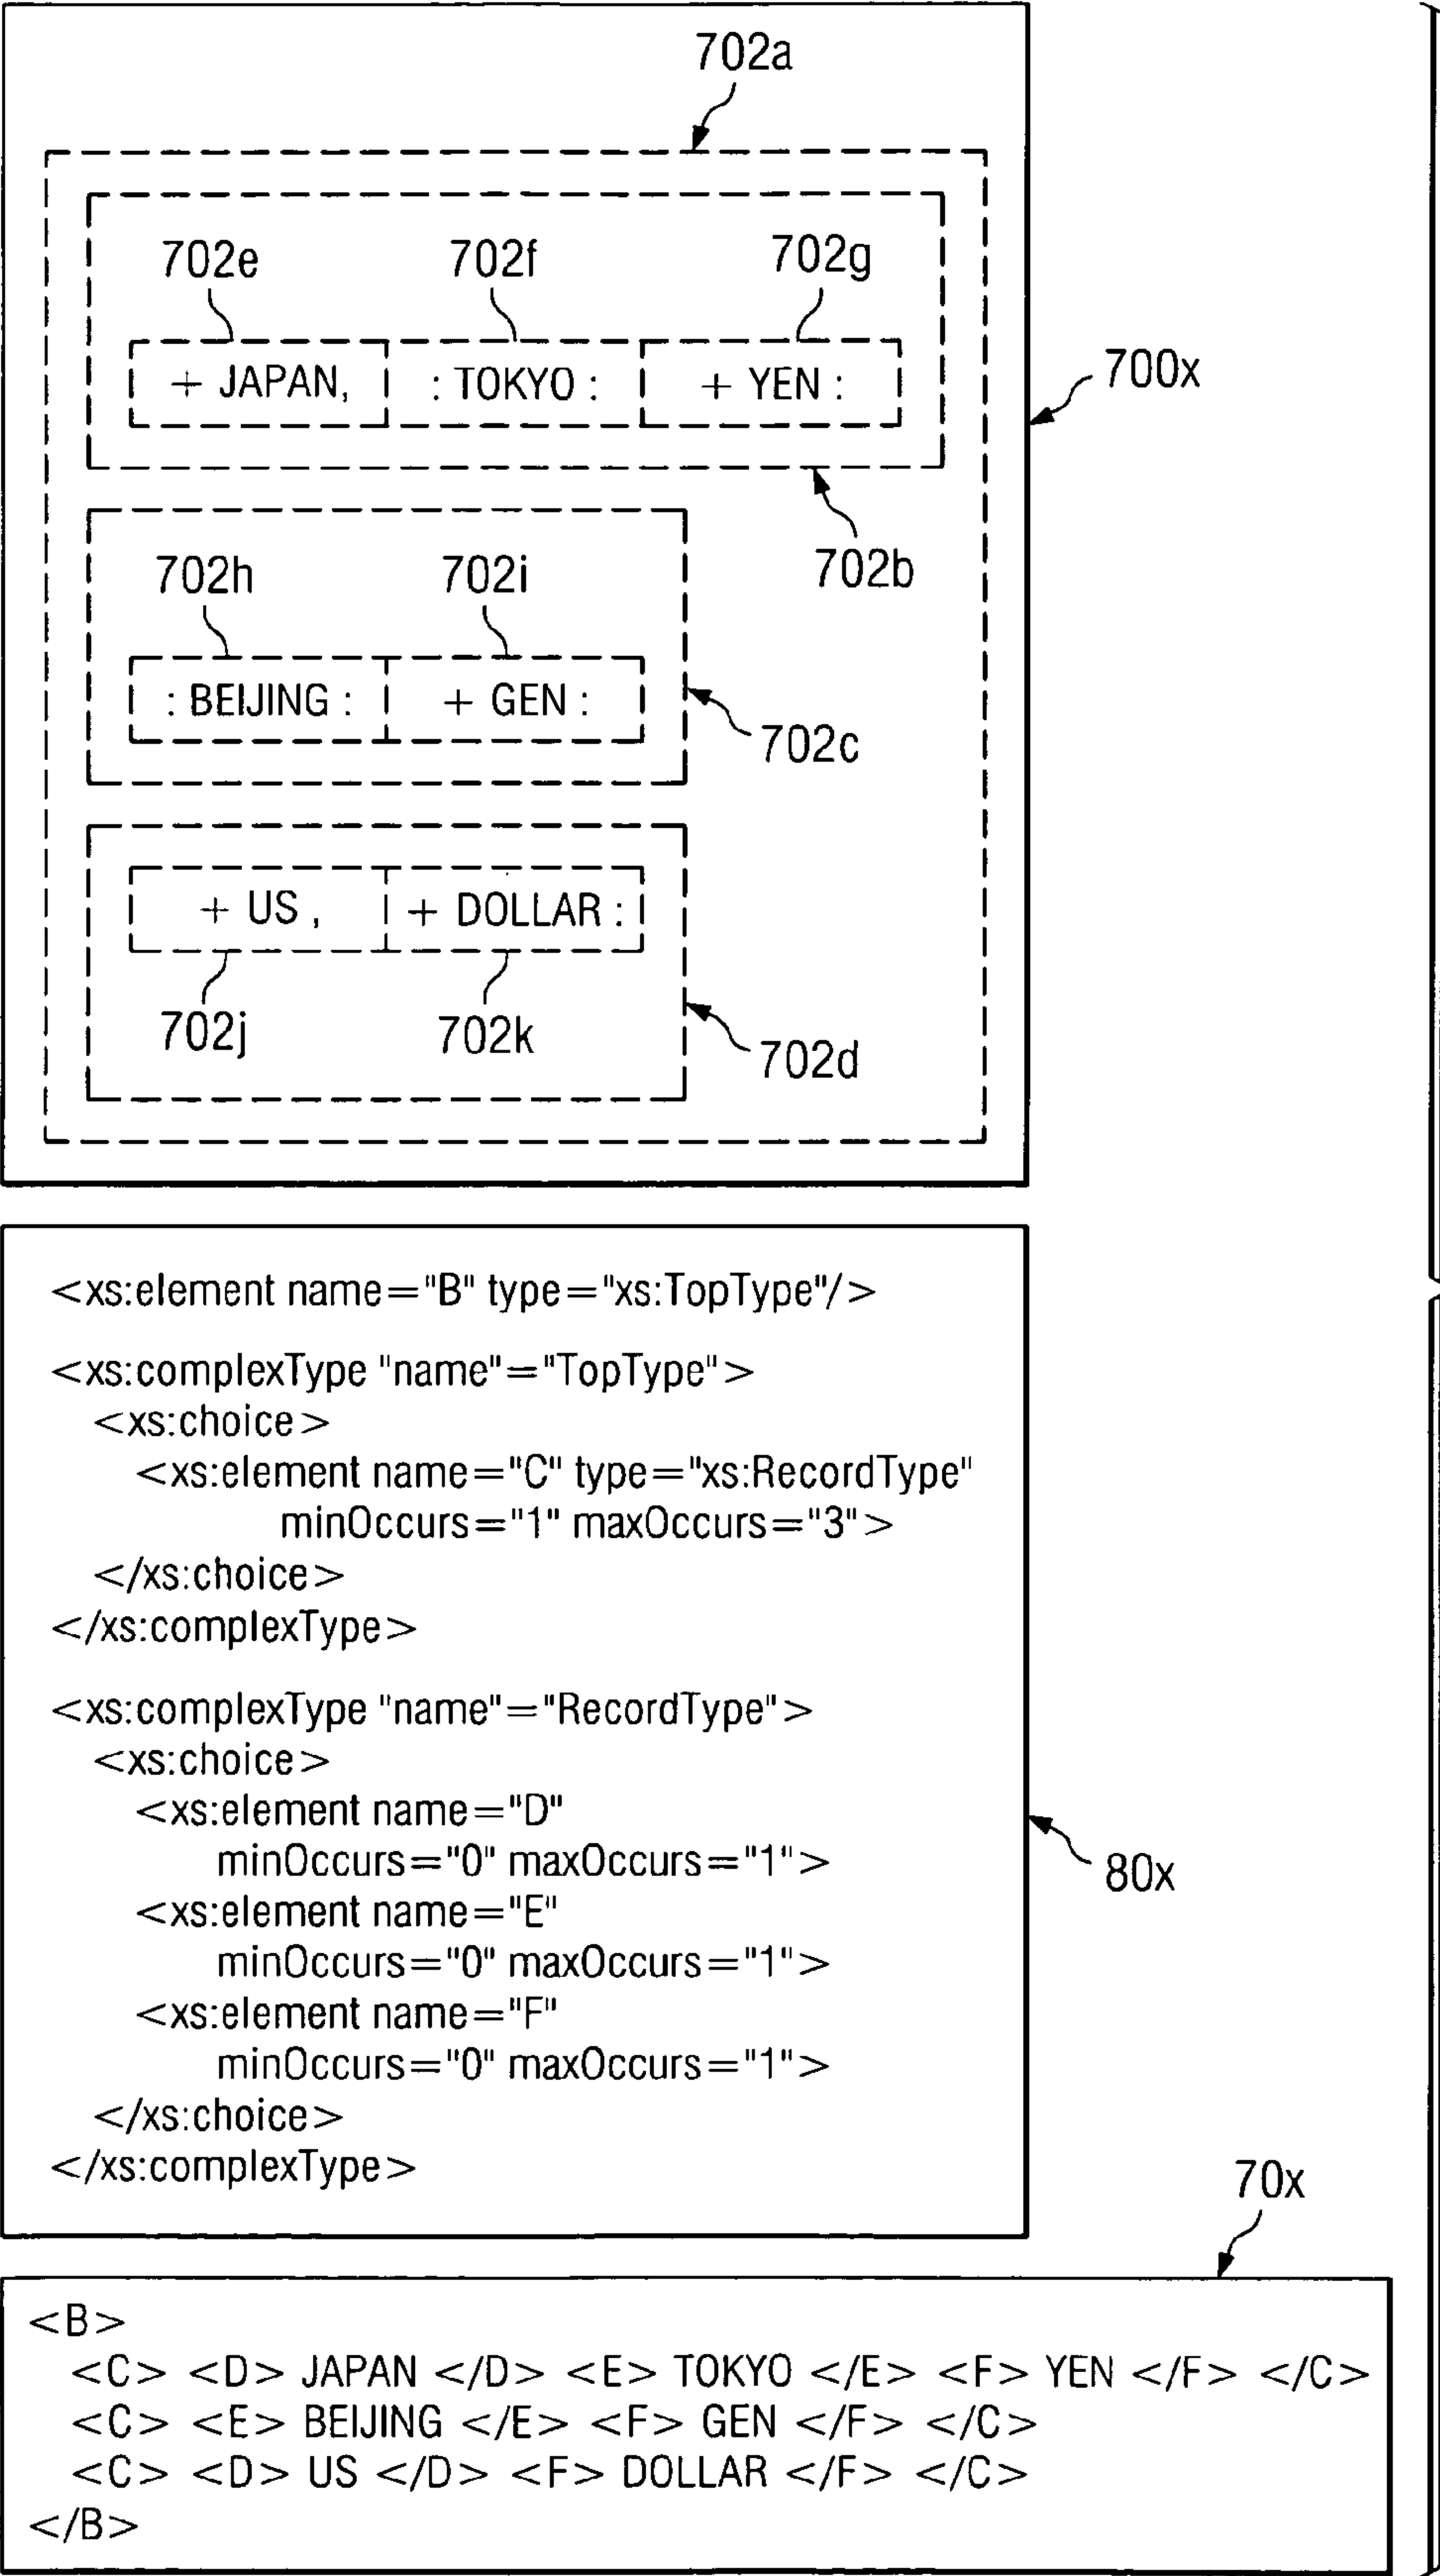 702a
702e 702f 702g
+ JAPAN, : TOKYO : + YEN :
700x
702b
702h 702i
: BEIJING : + GEN :
702c
+ US , + DOLLAR :
702j 702k
702d
<xs:element name="B" type="xs:TopType"/>
<xs:complexType "name"="TopType">
<xs:choice>
<xs:element name="C" type="xs:RecordType"
minOccurs="1" maxOccurs="3">
</xs:choice>
</xs:complexType>
<xs:complexType "name"="RecordType">
<xs:choice>
<xs:element name="D"
minOccurs="0" maxOccurs="1">
<xs:element name="E"
minOccurs="0" maxOccurs="1">
<xs:element name="F"
minOccurs="0" maxOccurs="1">
</xs:choice>
</xs:complexType>
80x
70x
<B>
<C> <D> JAPAN </D> <E> TOKYO </E> <F> YEN </F> </C>
<C> <E> BEIJING </E> <F> GEN </F> </C>
<C> <D> US </D> <F> DOLLAR </F> </C>
</B>